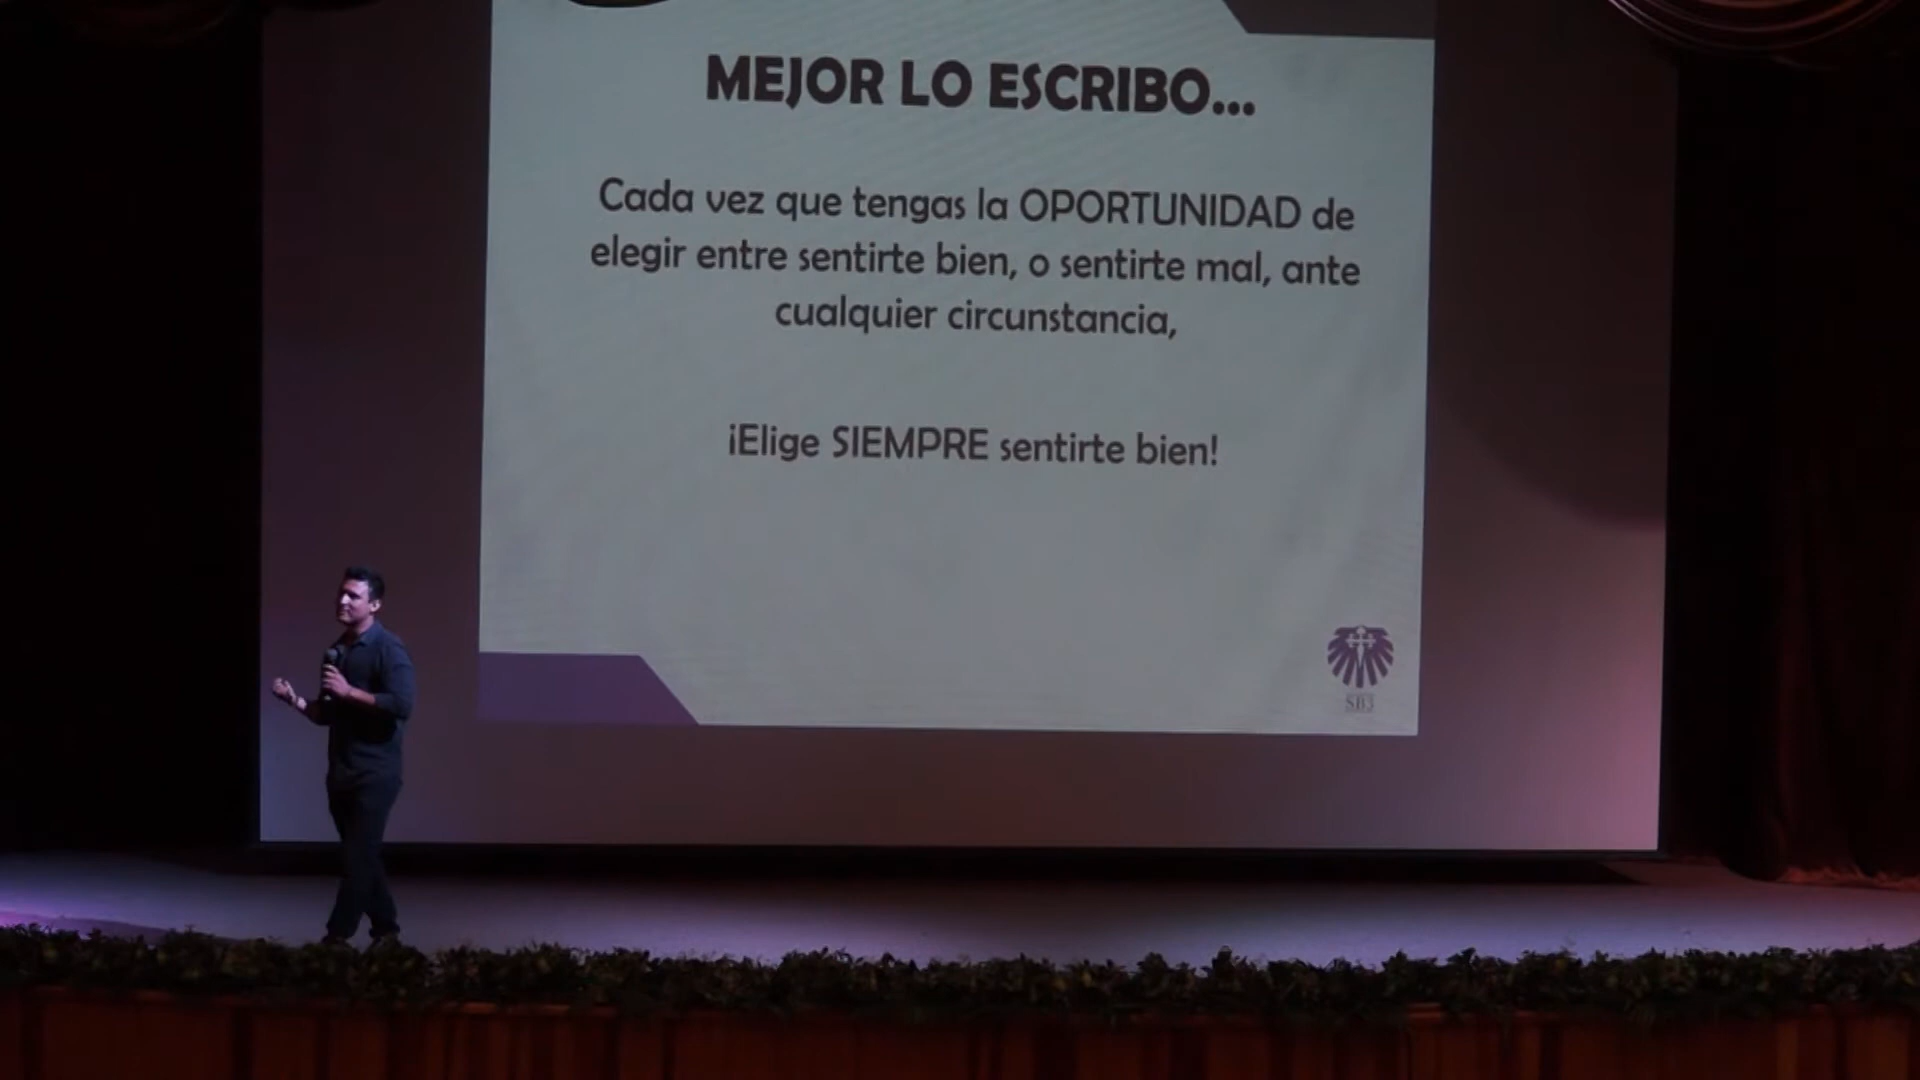 MEJOR LO ESCRIBO...
Cada vez que tengas la OPORTUNIDAD de
elegir entre sentirte bien, o sentirte mal, ante
cualquier circunstancia,
¡Elige SIEMPRE sentirte bien!
SB3